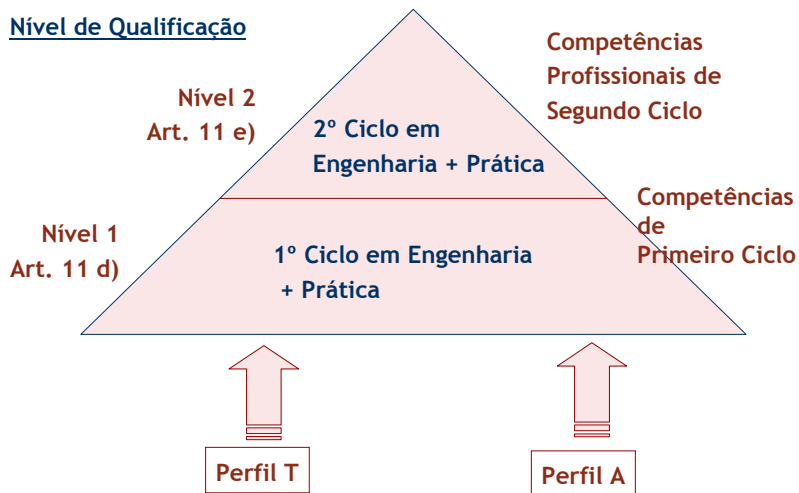 Nível de Qualificação
Competências
Profissionais de
Segundo Ciclo
Nível 2
Art. 11 e)
2º Ciclo em
Engenharia + Prática
Competências
de
Primeiro Ciclo
Nível 1
Art. 11 d)
1º Ciclo em Engenharia
+ Prática
Perfil T
Perfil A